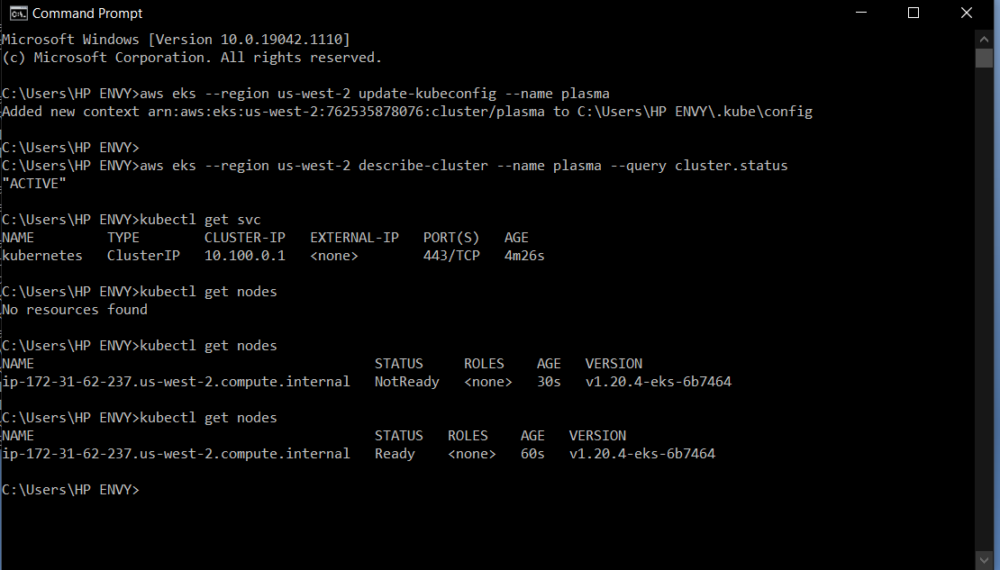 Command Prompt
Microsoft Windows [Version 10.0.19042.1110]
(c) Microsoft Corporation. All rights reserved.
C:\Users\HP ENVY>aws eks --region us-west-2 update-kubeconfig --name plasma
Added new context arn:aws:eks:us-west-2:762535878076:cluster/plasma to C:\Users\HP ENVY\.kube\config
C:\Users\HP ENVY>
C:\Users\HP ENVY>aws eks --region us-west-2 describe-cluster --name plasma --query cluster.status
"ACTIVE"
C:\Users\HP ENVY>kubectl get svc
NAME TYPE CLUSTER-IP EXTERNAL-IP PORT(S) AGE
kubernetes ClusterIP 10.100.0.1 <none> 443/TCP 4m26s
C:\Users\HP ENVY>kubectl get nodes
No resources found
C:\Users\HP ENVY>kubectl get nodes
NAME STATUS ROLES AGE VERSION
ip-172-31-62-237.us-west-2.compute.internal NotReady <none> 30s v1.20.4-eks-6b7464
C:\Users\HP ENVY>kubectl get nodes
NAME STATUS ROLES AGE VERSION
ip-172-31-62-237.us-west-2.compute.internal Ready <none> 60s v1.20.4-eks-6b7464
C:\Users\HP ENVY>